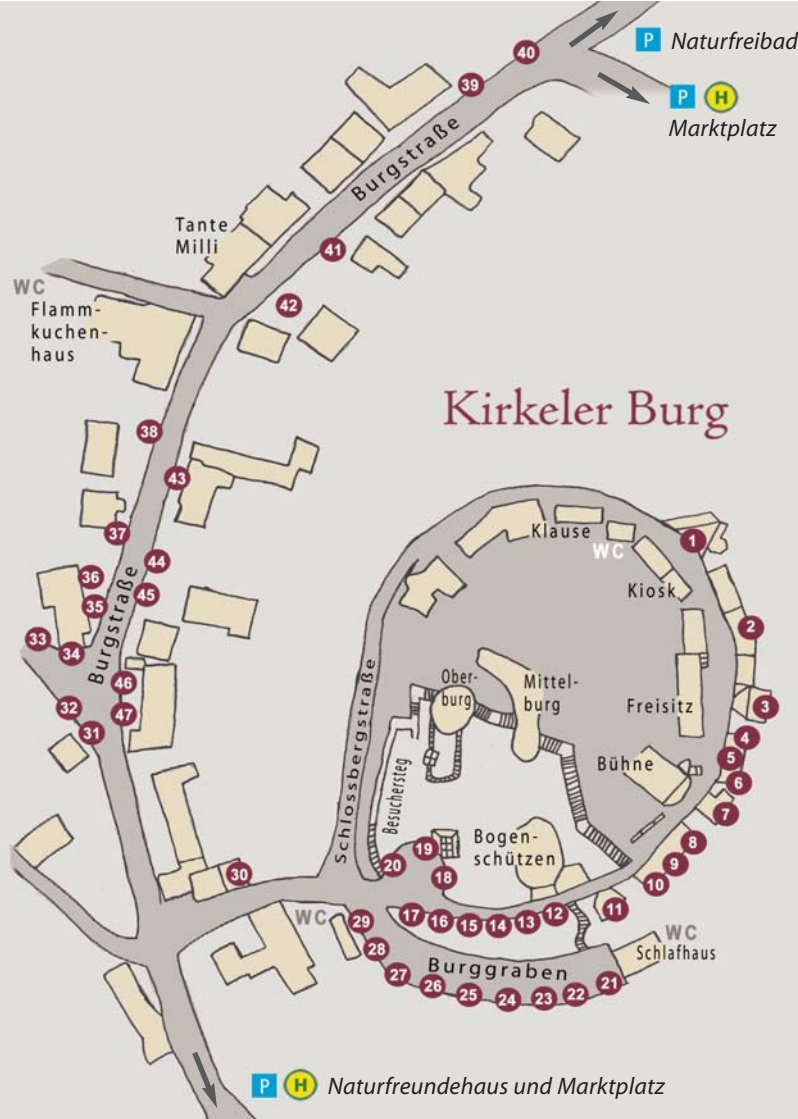 40
P Naturfreibad
39
P H
Marktplatz
Burgstraße
Tante
Milli
41
WC
42
Flamm-
kuchen-
haus
Kirkeler Burg
38
43
Klause
1
WC
37
44
Kiosk
36
45
35
2
Burgstraße
33
34
Schlossbergstraße
Ober-
burg
Mittel-
burg
46
Freisitz
3
32
47
31
4
5
Bühne
6
Besuchersteg
7
Bogen-
schützen
8
19
9
20
18
10
30
11
12
13
14
15
16
17
WC
29
WC
Schlafhaus
28
Burggraben
27
26
25
24
23
22
21
P H Naturfreundehaus und Marktplatz